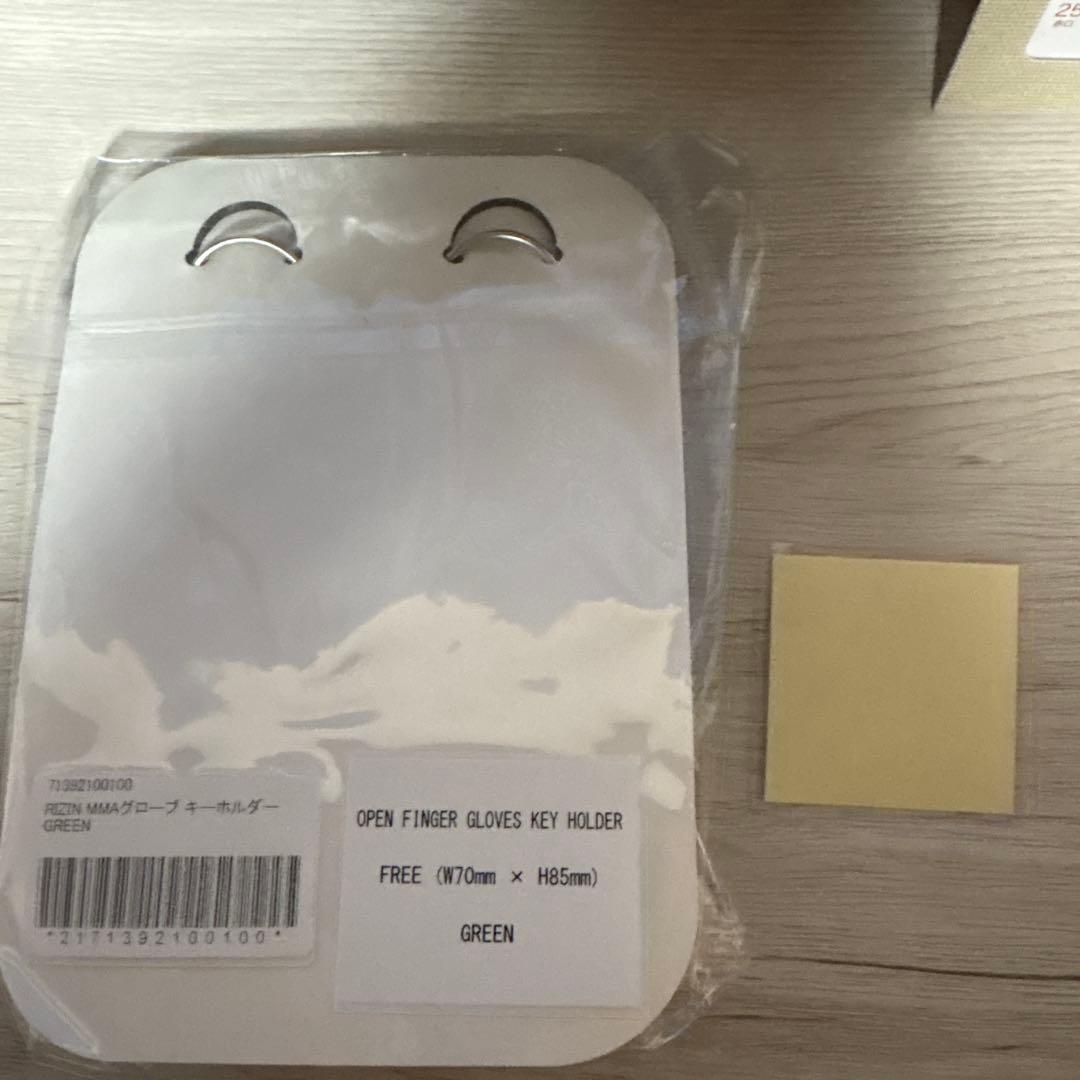 25
71392100100
RIZIN MMAグローブ キーホルダー
GREEN
*2171392100100*
OPEN FINGER GLOVES KEY HOLDER
FREE (W70mm × H85mm)
GREEN